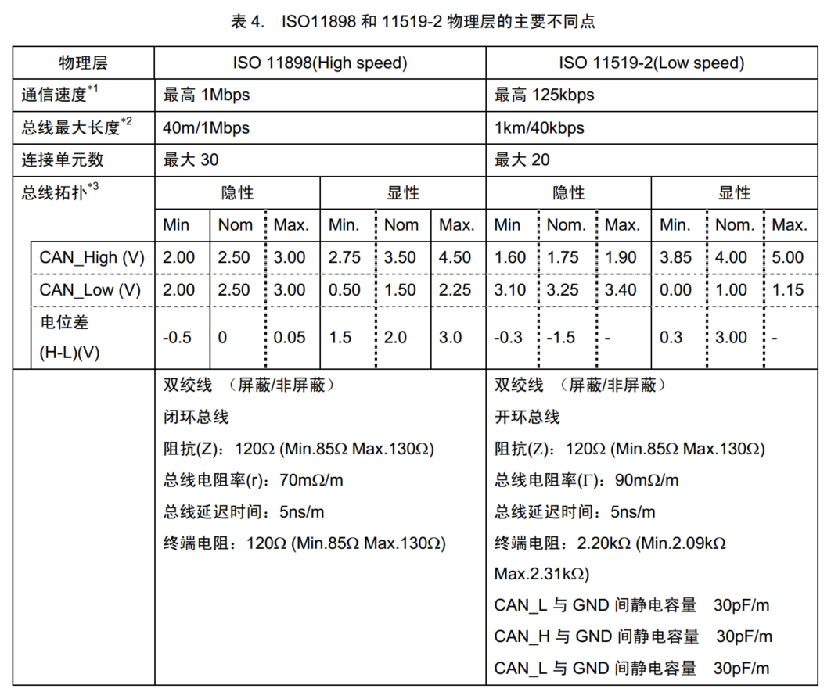 表 4. ISO11898 和 11519-2 物理层的主要不同点
物理层 ISO 11898(High speed) ISO 11519-2(Low speed)
通信速度*1 最高 1Mbps 最高 125kbps
总线最大长度*2 40m/1Mbps 1km/40kbps
连接单元数 最大 30 最大 20
总线拓扑*3 隐性 显性 隐性 显性
Min Nom Max. Min. Nom Max. Min Nom. Max. Min. Nom. Max.
CAN_High (V) 2.00 2.50 3.00 2.75 3.50 4.50 1.60 1.75 1.90 3.85 4.00 5.00
CAN_Low (V) 2.00 2.50 3.00 0.50 1.50 2.25 3.10 3.25 3.40 0.00 1.00 1.15
电位差
(H-L)(V) -0.5 0 0.05 1.5 2.0 3.0 -0.3 -1.5 - 0.3 3.00 -
双绞线 (屏蔽/非屏蔽)
闭环总线
阻抗(Z)：120Ω (Min.85Ω Max.130Ω)
总线电阻率(r)：70mΩ/m
总线延迟时间：5ns/m
终端电阻：120Ω (Min.85Ω Max.130Ω)
双绞线 (屏蔽/非屏蔽)
开环总线
阻抗(Z)：120Ω (Min.85Ω Max.130Ω)
总线电阻率(Γ)：90mΩ/m
总线延迟时间：5ns/m
终端电阻：2.20kΩ (Min.2.09kΩ
Max.2.31kΩ)
CAN_L 与 GND 间静电容量 30pF/m
CAN_H 与 GND 间静电容量 30pF/m
CAN_L 与 GND 间静电容量 30pF/m